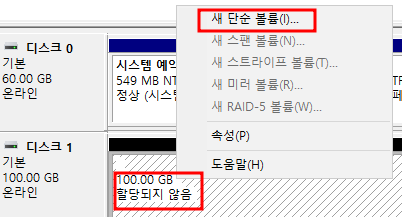 디스크 0
기본
60.00 GB
온라인
시스템 예약
549 MB NT
정상 (시스템
새 단순 볼륨(I)...
새 스팬 볼륨(N)...
새 스트라이프 볼륨(T)...
새 미러 볼륨(R)...
새 RAID-5 볼륨(W)...
속성(P)
도움말(H)
디스크 1
기본
100.00 GB
온라인
100.00 GB
할당되지 않음